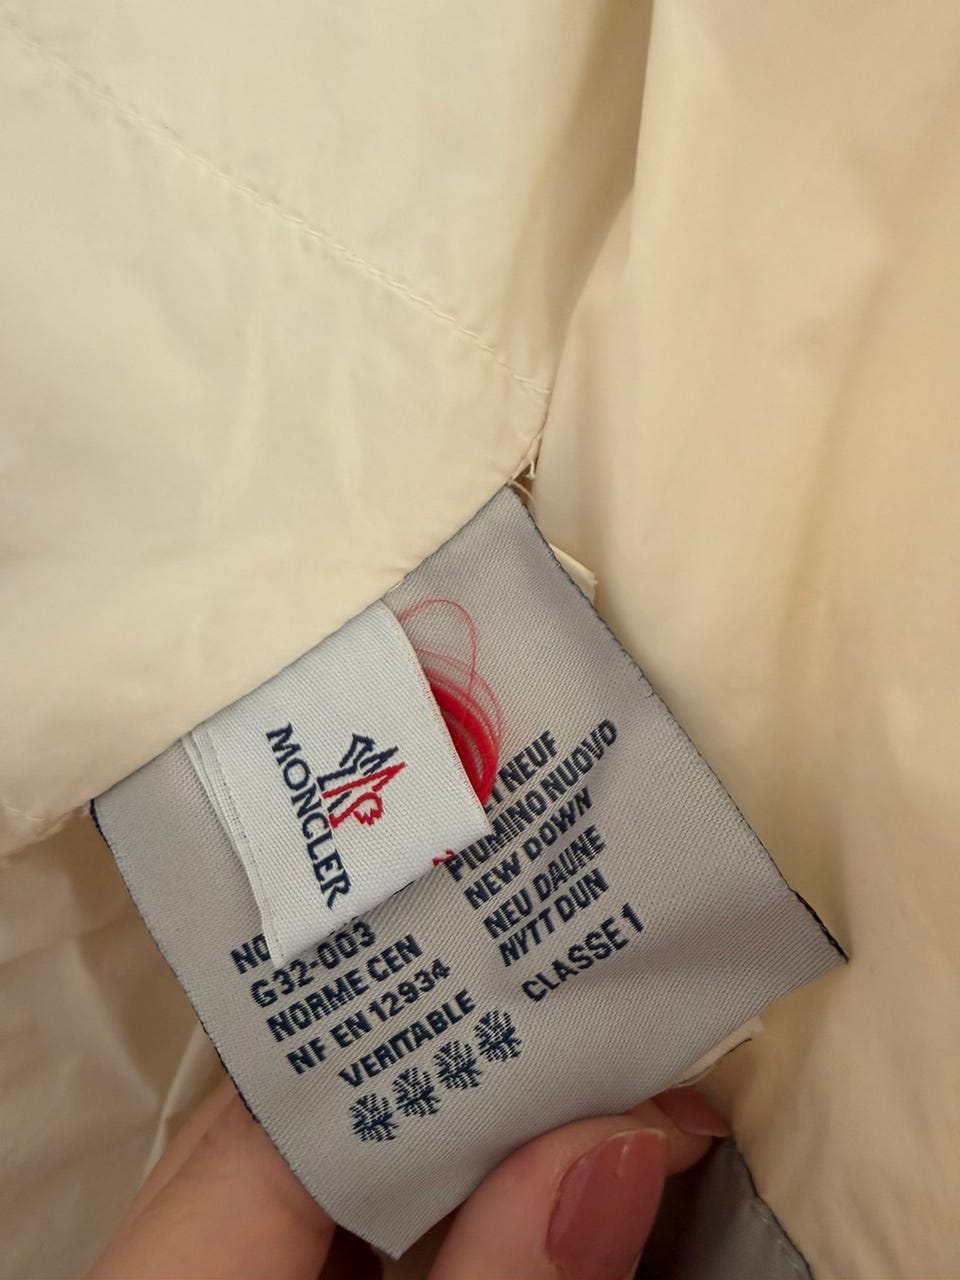 MONCLER
NEUF
PIUMINO NUOVO
NEW DOWN
NEU DAUNE
NYTT DUN
CLASSE 1
G32-003
NORME CEN
NF EN 12934
VERITABLE